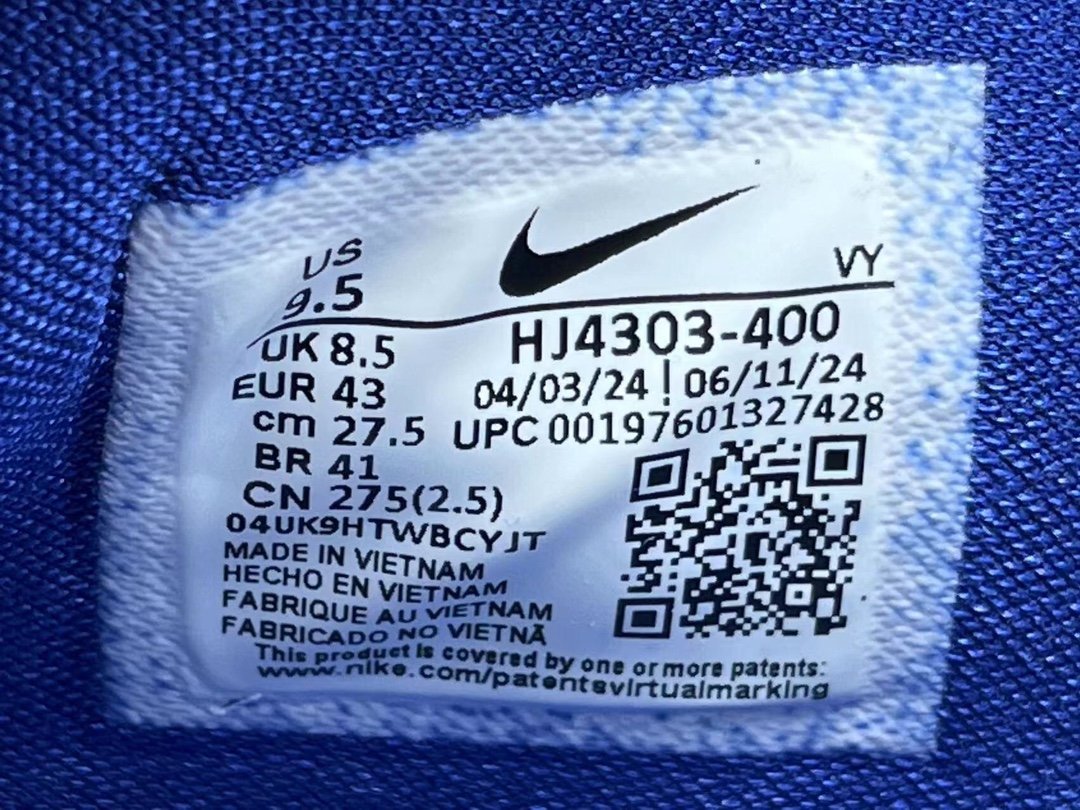 US
9.5
VY
UK 8.5
HJ4303-400
EUR 43
04/03/24 | 06/11/24
cm 27.5
UPC 00197601327428
BR 41
CN 275(2.5)
04UK9HTWBCYJT
MADE IN VIETNAM
HECHO EN VIETNAM
FABRIQUE AU VIETNAM
FABRICADO NO VIETNÃ
This product is covered by one or more patents:
www.nike.com/patentsvirtualmarking